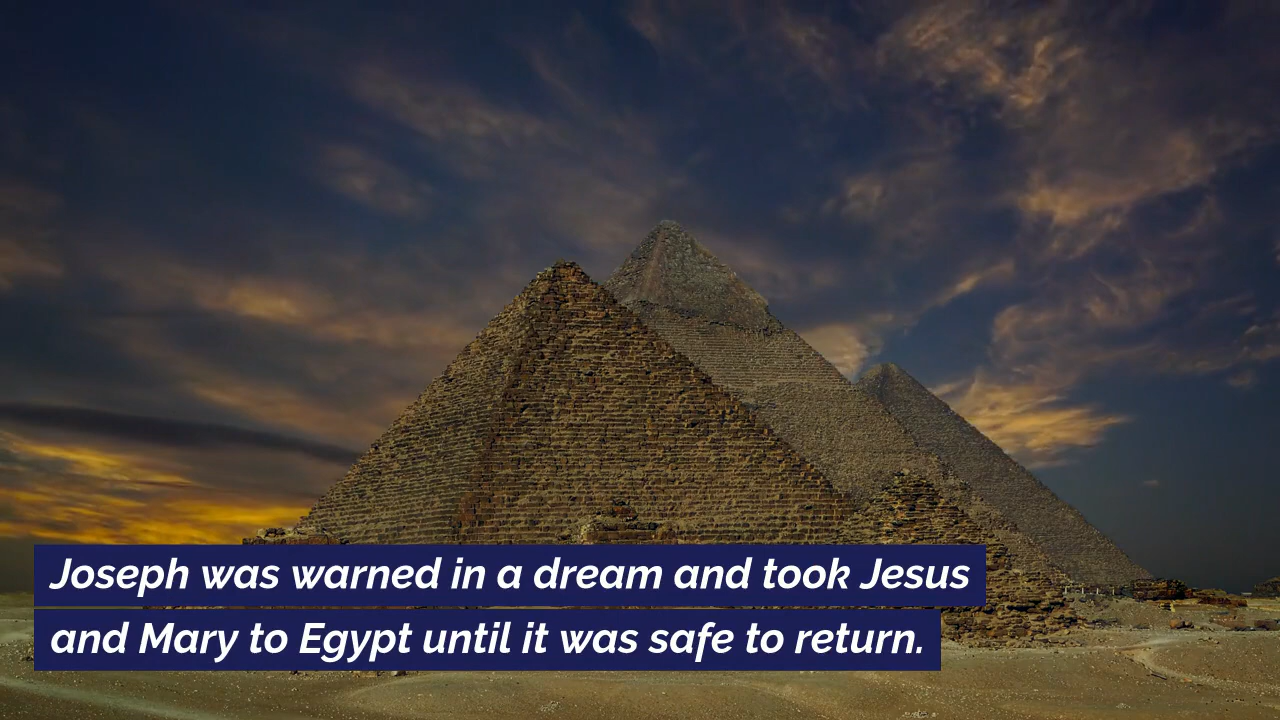 Joseph was warned in a dream and took Jesus
and Mary to Egypt until it was safe to return.